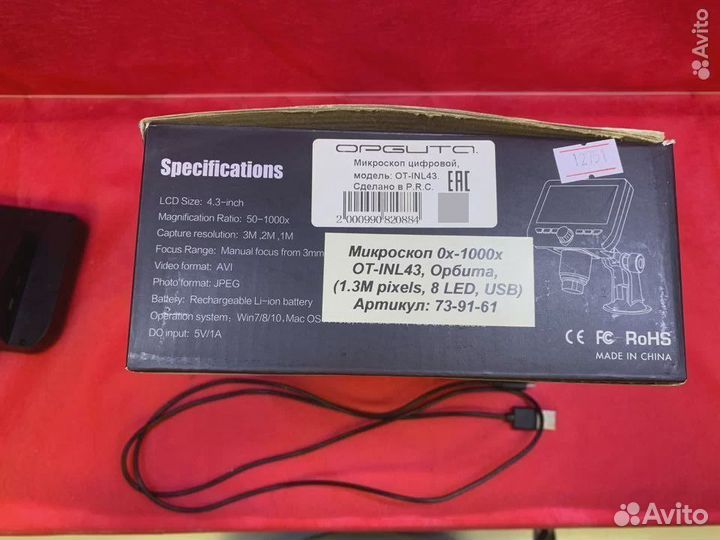 Avito
Specifications
LCD Size: 4.3-inch
Magnification Ratio: 50-1000x
Capture resolution: 3M ,2M ,1M
Focus Range: Manual focus from 3mm
Video format: AVI
Photo format: JPEG
Battery: Rechargeable Li-ion battery
Operation system: Win7/8/10, Mac OS
DC input: 5V/1A
ОРБИТА.
Микроскоп цифровой,
модель: OT-INL43.
Сделано в P.R.C.
EAC
2 000990 820884
12751
Микроскоп 0x-1000x
OT-INL43, Орбита,
(1.3M pixels, 8 LED, USB)
Артикул: 73-91-61
CE FC RoHS
MADE IN CHINA
Avito